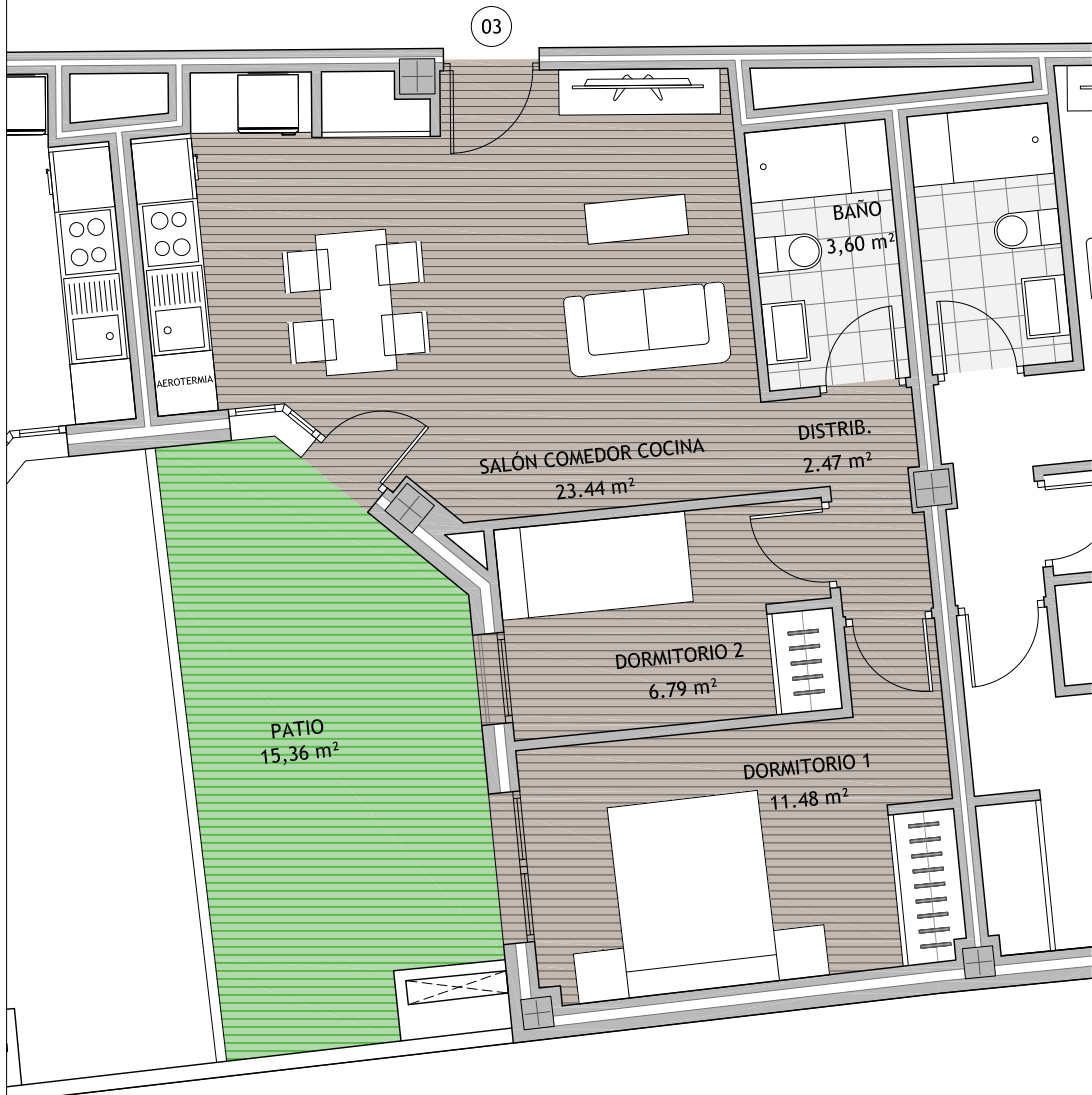 03
BAÑO
3,60 m²
AEROTERMIA
DISTRIB.
2.47 m²
SALÓN COMEDOR COCINA
23.44 m²
DORMITORIO 2
6.79 m²
PATIO
15,36 m²
DORMITORIO 1
11.48 m²